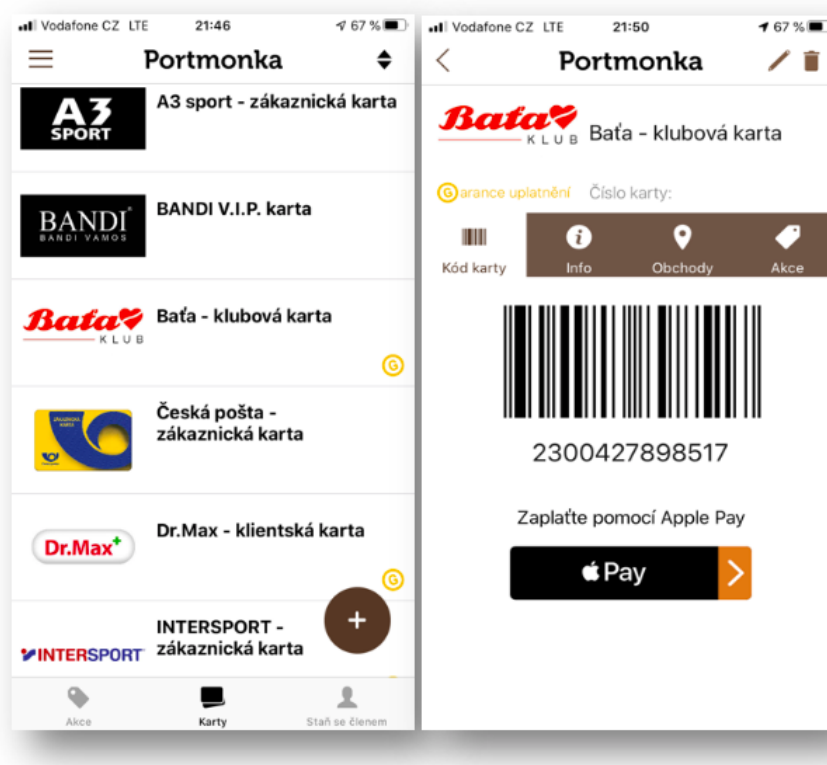 Vodafone CZ LTE 21:46 67 %
Portmonka
A3 SPORT
A3 sport - zákaznická karta
BANDI
BANDI VAMOS
BANDI V.I.P. karta
Baťa
KLUB
Baťa - klubová karta
G
ZÁKAZNICKÁ
KARTA
Česká pošta -
zákaznická karta
Dr.Max+
Dr.Max - klientská karta
G
INTERSPORT
INTERSPORT -
zákaznická karta
+
Akce Karty Staň se členem
Vodafone CZ LTE 21:50 67 %
Portmonka
Baťa
KLUB
Baťa - klubová karta
Garance uplatnění Číslo karty:
Kód karty Info Obchody Akce
2300427898517
Zaplaťte pomocí Apple Pay
Pay